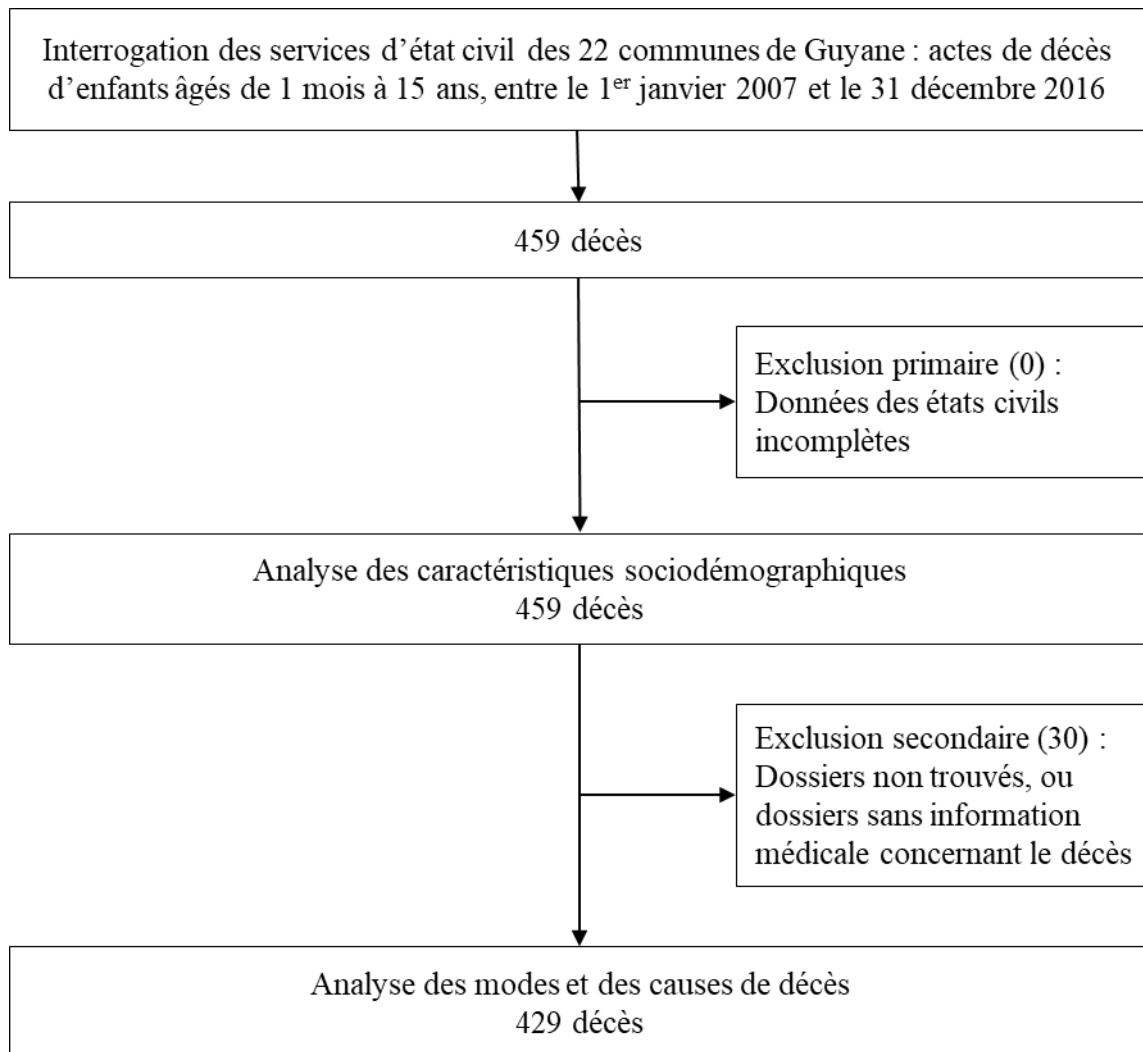 Interrogation des services d’état civil des 22 communes de Guyane : actes de décès
d’enfants âgés de 1 mois à 15 ans, entre le 1er janvier 2007 et le 31 décembre 2016
459 décès
Exclusion primaire (0) :
Données des états civils
incomplètes
Analyse des caractéristiques sociodémographiques
459 décès
Exclusion secondaire (30) :
Dossiers non trouvés, ou
dossiers sans information
médicale concernant le décès
Analyse des modes et des causes de décès
429 décès